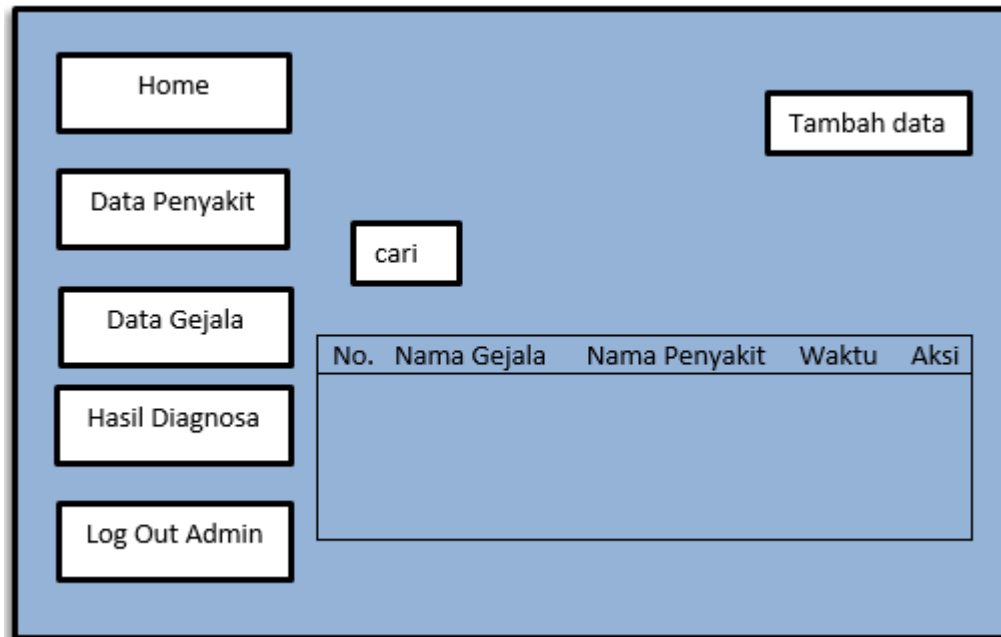 Home
Tambah data
Data Penyakit
cari
Data Gejala
No. Nama Gejala Nama Penyakit Waktu Aksi
Hasil Diagnosa
Log Out Admin